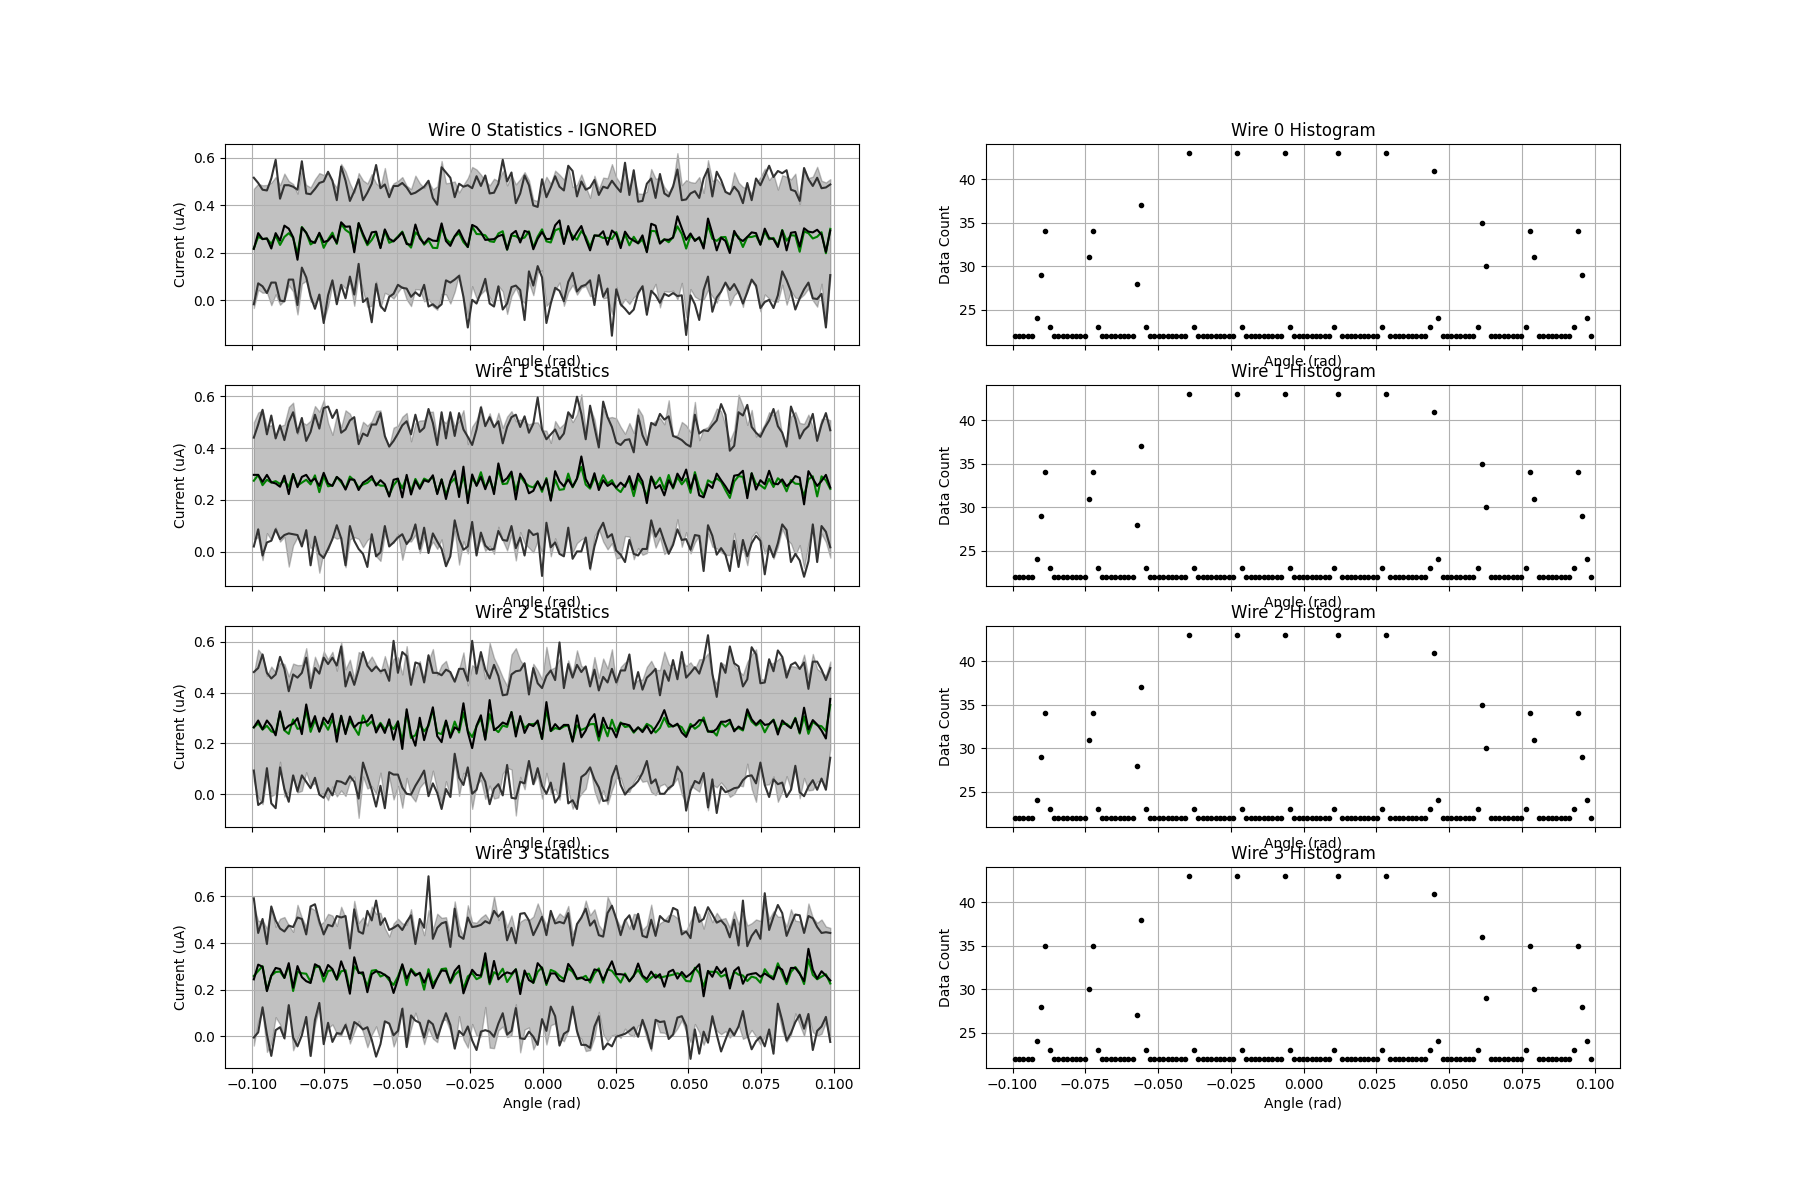 Wire 0 Statistics - IGNORED
Current (uA)
0.6
0.4
0.2
0.0
Angle (rad)
Wire 0 Histogram
Data Count
40
35
30
25
Angle (rad)
Wire 1 Statistics
Current (uA)
0.6
0.4
0.2
0.0
Angle (rad)
Wire 1 Histogram
Data Count
40
35
30
25
Angle (rad)
Wire 2 Statistics
Current (uA)
0.6
0.4
0.2
0.0
Angle (rad)
Wire 2 Histogram
Data Count
40
35
30
25
Angle (rad)
Wire 3 Statistics
Current (uA)
0.6
0.4
0.2
0.0
−0.100 −0.075 −0.050 −0.025 0.000 0.025 0.050 0.075 0.100
Angle (rad)
Wire 3 Histogram
Data Count
40
35
30
25
−0.100 −0.075 −0.050 −0.025 0.000 0.025 0.050 0.075 0.100
Angle (rad)